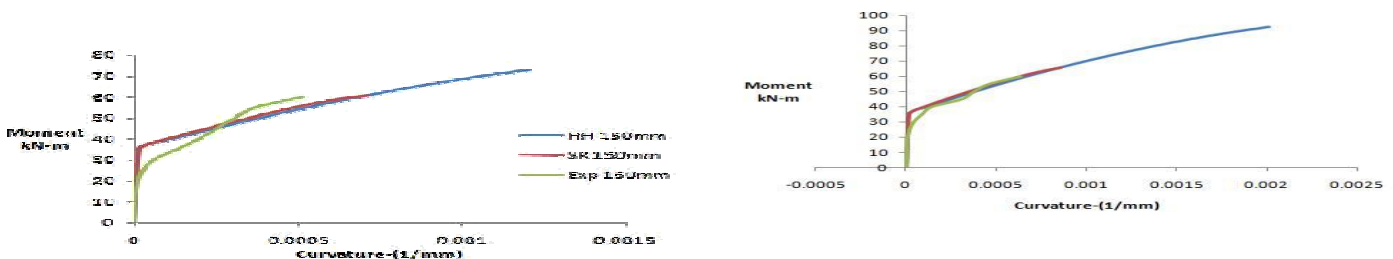 80
70
60
50
40
30
20
10
0
Moment
kN-m
HH 150mm
SR 150mm
Exp 150mm
0 0.0005 0.001 0.0015
Curvature-(1/mm)
100
90
80
70
60
50
40
30
20
10
0
Moment
kN-m
-0.0005 0 0.0005 0.001 0.0015 0.002 0.0025
Curvature-(1/mm)